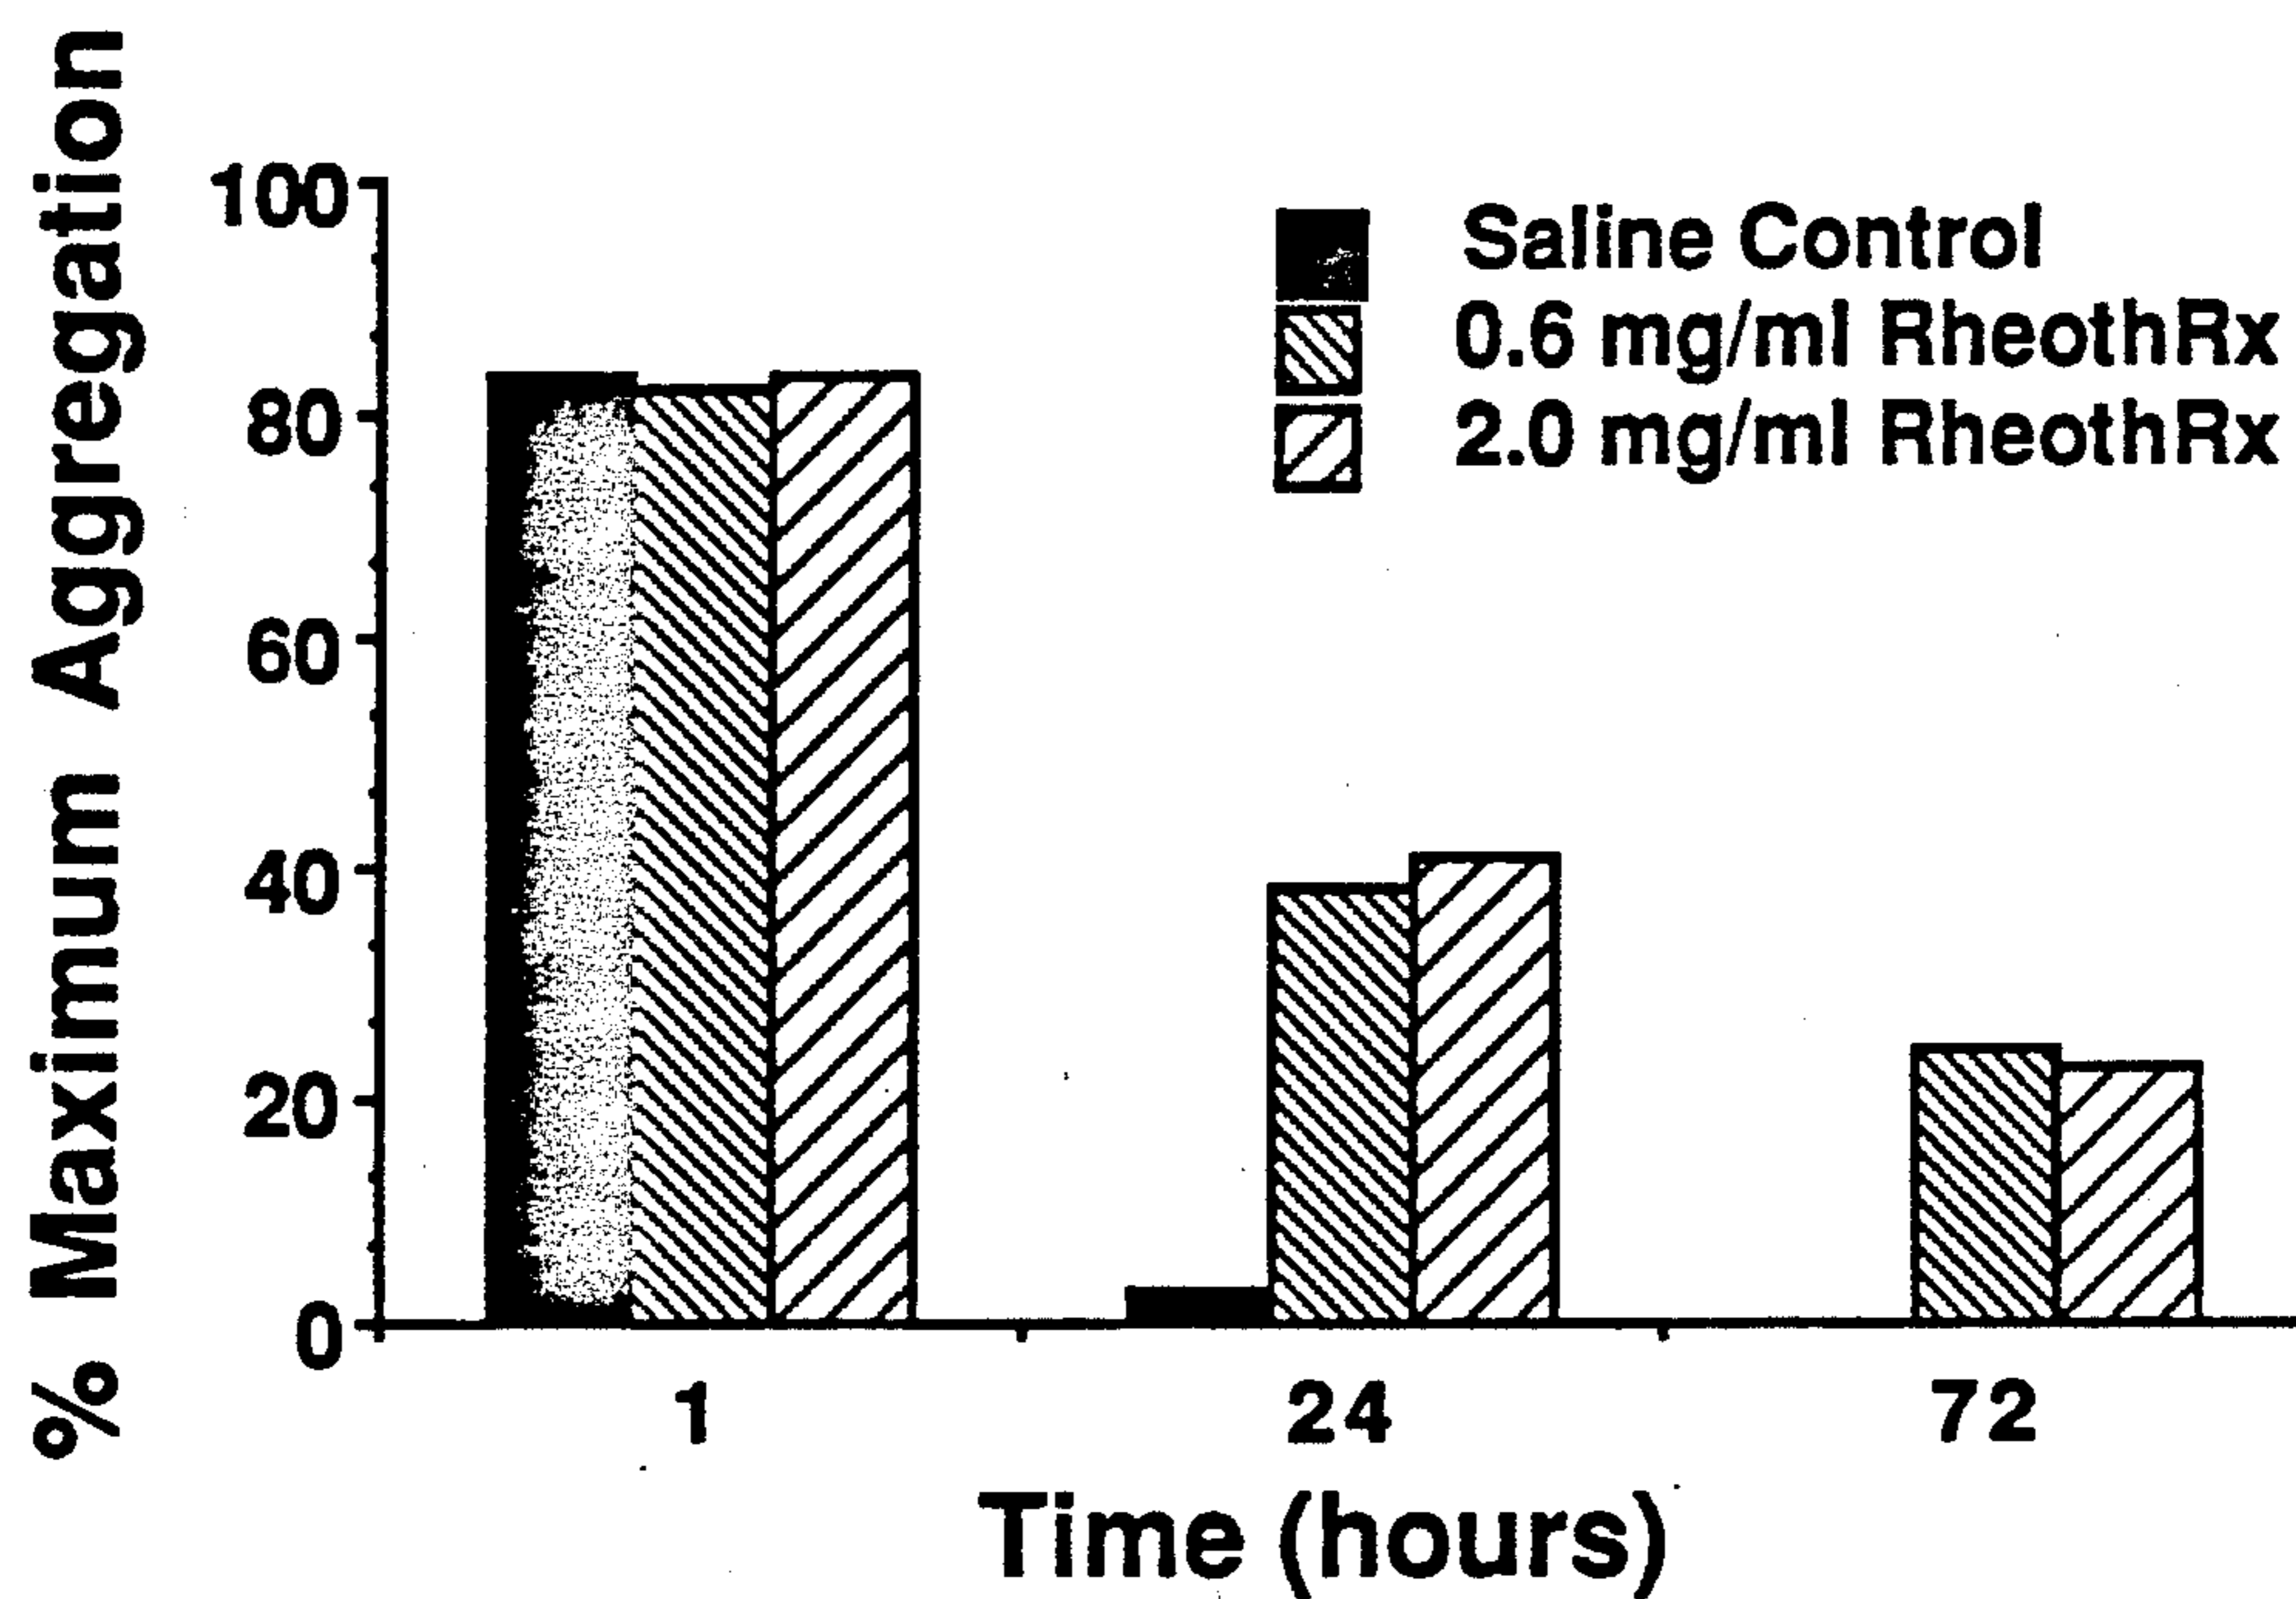 % Maximum Aggregation
100
80
60
40
20
0
Saline Control
0.6 mg/ml RheothRx
2.0 mg/ml RheothRx
1 24 72
Time (hours)